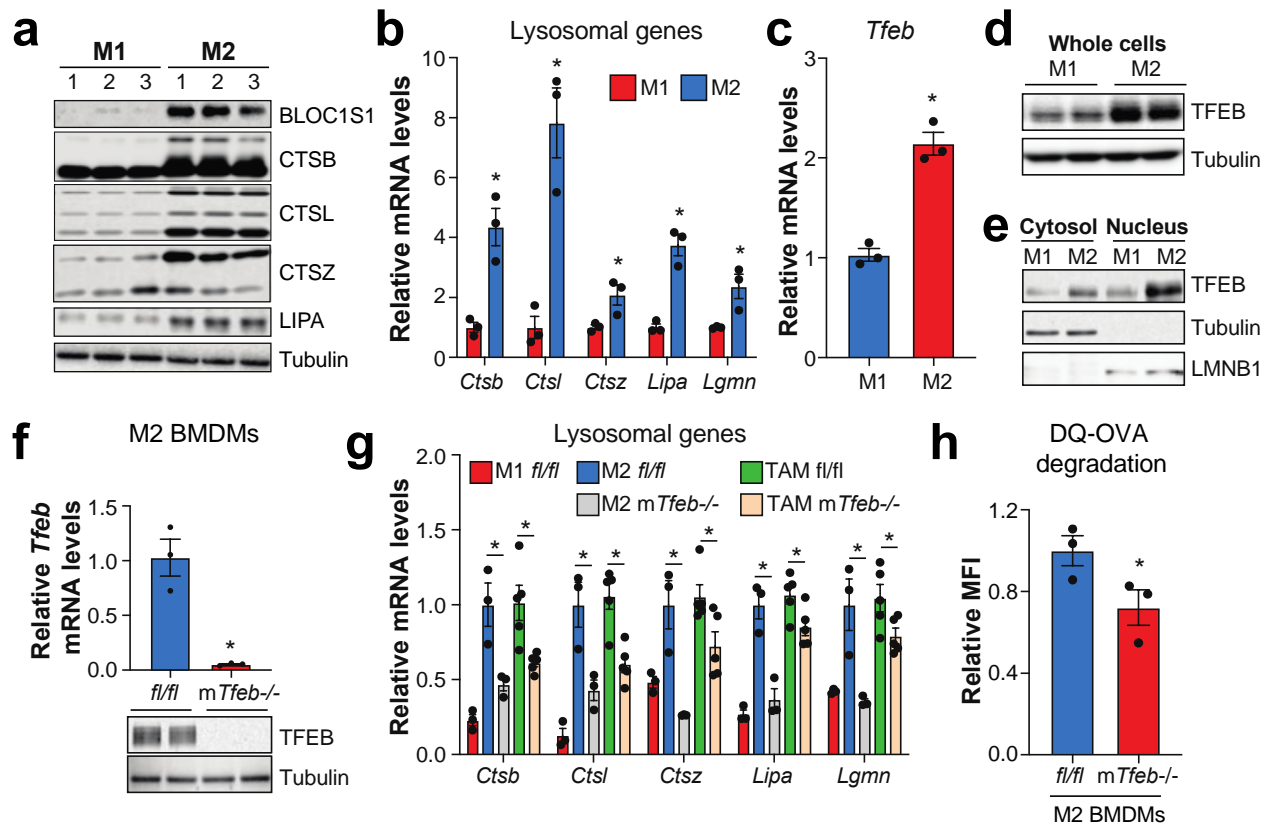 a
M1 M2
1 2 3 1 2 3
BLOC1S1
CTSB
CTSL
CTSZ
LIPA
Tubulin
b
Lysosomal genes
Relative mRNA levels
10
8
6
4
2
0
M1 M2
* * * * *
Ctsb Ctsl Ctsz Lipa Lgmn
c
Tfeb
Relative mRNA levels
3
2
1
0
*
M1 M2
d
Whole cells
M1 M2
TFEB
Tubulin
e
Cytosol Nucleus
M1 M2 M1 M2
TFEB
Tubulin
LMNB1
f
M2 BMDMs
Relative Tfeb
mRNA levels
1.5
1.0
0.5
0.0
*
fl/fl mTfeb-/-
TFEB
Tubulin
g
Lysosomal genes
Relative mRNA levels
2.0
1.5
1.0
0.5
0.0
M1 fl/fl M2 fl/fl TAM fl/fl
M2 mTfeb-/- TAM mTfeb-/-
* * * * * * * * * *
Ctsb Ctsl Ctsz Lipa Lgmn
h
DQ-OVA
degradation
Relative MFI
1.2
0.8
0.4
0.0
*
fl/fl mTfeb-/-
M2 BMDMs